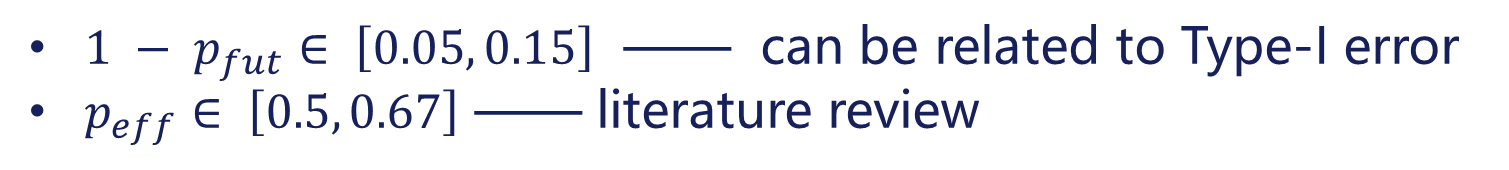 • 1 − p_fut ∈ [0.05, 0.15] —— can be related to Type-I error
• p_eff ∈ [0.5, 0.67] —— literature review